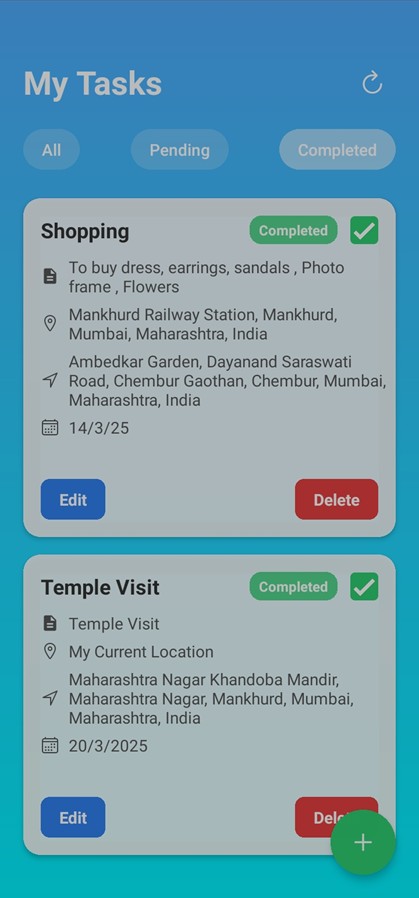 My Tasks
All Pending Completed
Shopping Completed
To buy dress, earrings, sandals , Photo
frame , Flowers
Mankhurd Railway Station, Mankhurd,
Mumbai, Maharashtra, India
Ambedkar Garden, Dayanand Saraswati
Road, Chembur Gaothan, Chembur, Mumbai,
Maharashtra, India
14/3/25
Edit Delete
Temple Visit Completed
Temple Visit
My Current Location
Maharashtra Nagar Khandoba Mandir,
Maharashtra Nagar, Mankhurd, Mumbai,
Maharashtra, India
20/3/2025
Edit